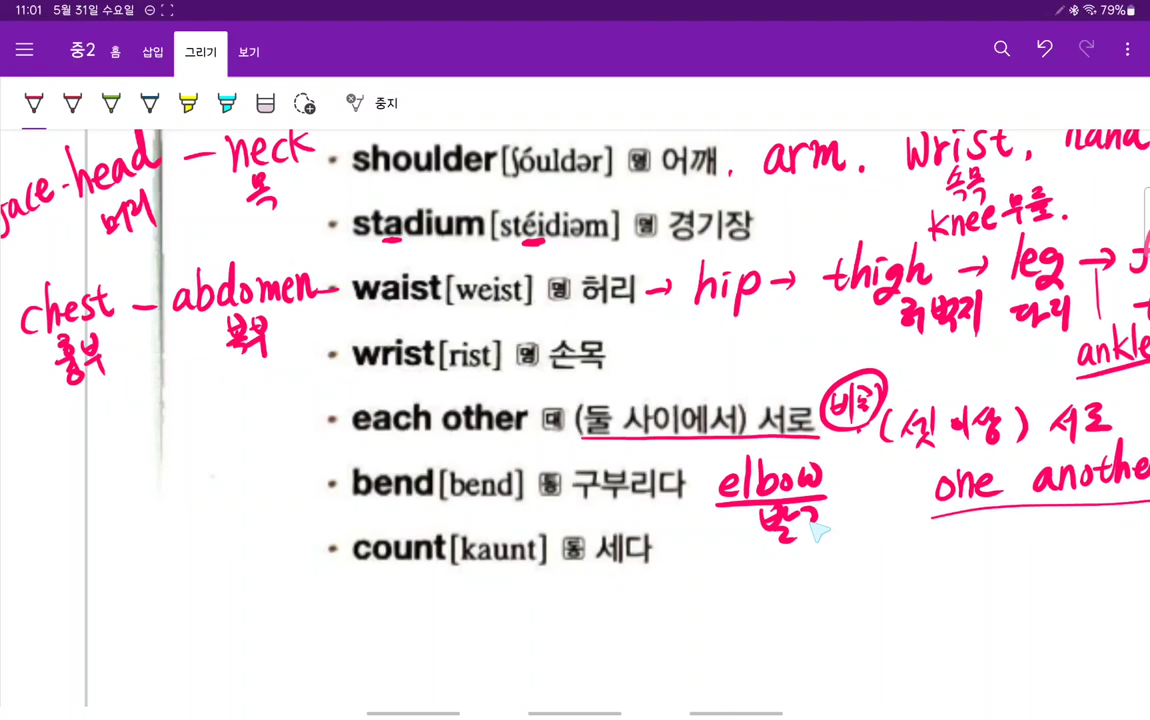 11:01 5월 31일 수요일 79%
중2 홈 삽입 그리기 보기
중지
face - head - neck
머리 목
shoulder [ʃóuldər] 명 어깨, arm. wrist, hand
손목
knee 무릎.
stadium [stéidiəm] 명 경기장
chest - abdomen - waist [weist] 명 허리 → hip → thigh → leg →
흉부 복부 허벅지 다리
ankle
wrist [rist] 명 손목
each other 대 (둘 사이에서) 서로 비교 (셋 이상) 서로
one anothe
bend [bend] 동 구부리다 elbow
count [kaunt] 동 세다